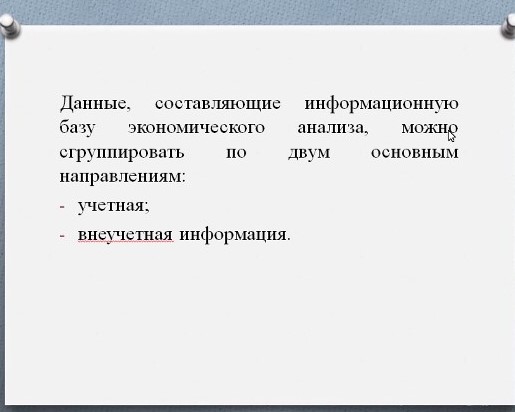 Данные, составляющие информационную
базу экономического анализа, можно
сгруппировать по двум основным
направлениям:
- учетная;
- внеучетная информация.